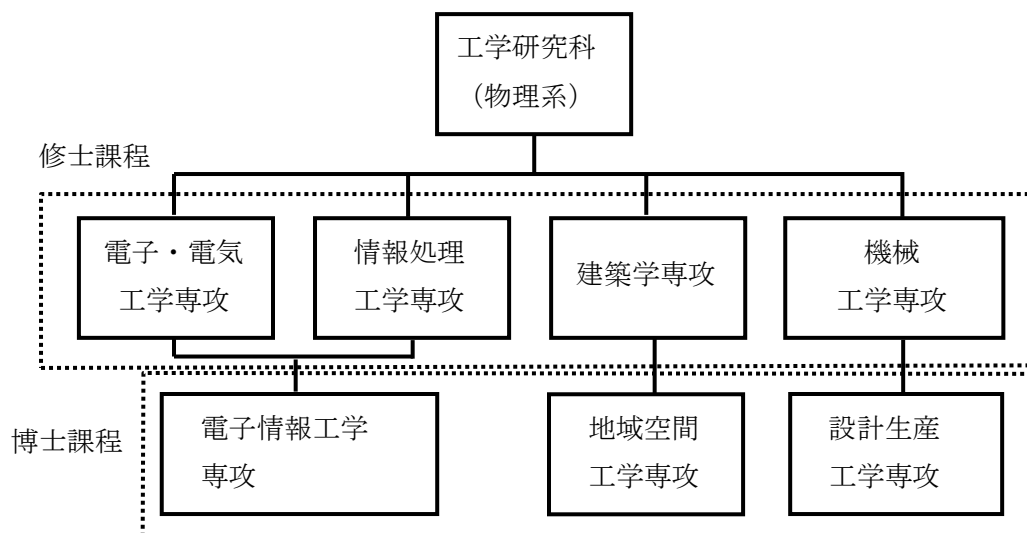 工学研究科
（物理系）
修士課程
電子・電気
工学専攻
情報処理
工学専攻
建築学専攻
機械
工学専攻
博士課程
電子情報工学
専攻
地域空間
工学専攻
設計生産
工学専攻